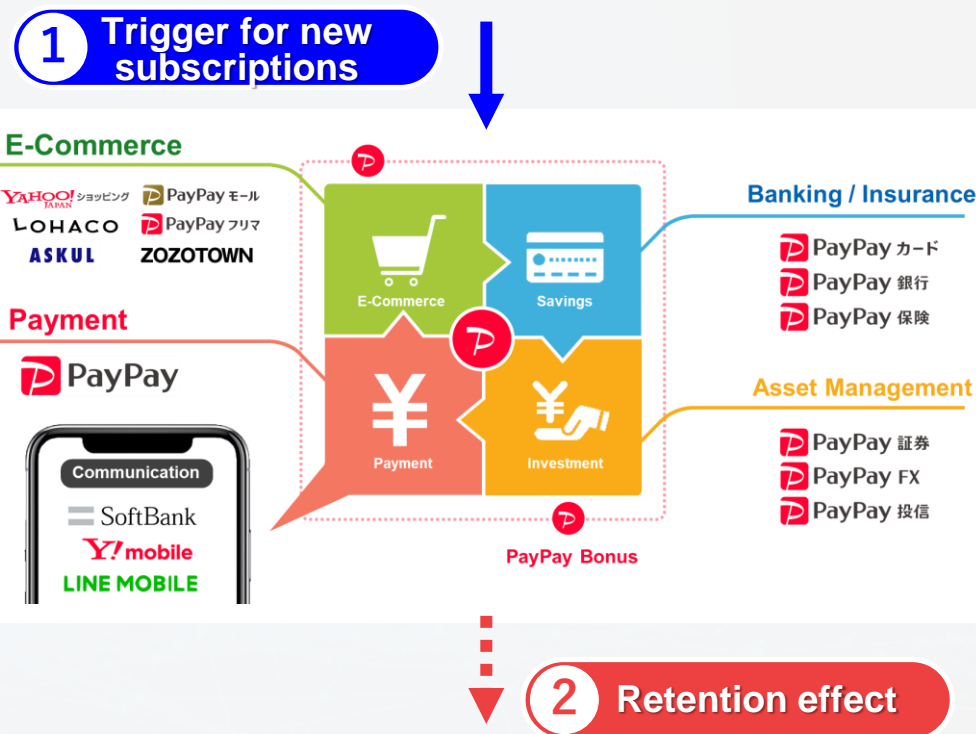 1
Trigger for new
subscriptions
E-Commerce
YAHOO! ショッピング
JAPAN
PayPay モール
LOHACO
PayPay フリマ
ASKUL
ZOZOTOWN
Payment
PayPay
Communication
SoftBank
Y! mobile
LINE MOBILE
E-Commerce
Savings
Payment
Investment
PayPay Bonus
Banking / Insurance
PayPay カード
PayPay 銀行
PayPay 保険
Asset Management
PayPay 証券
PayPay FX
PayPay 投信
2
Retention effect